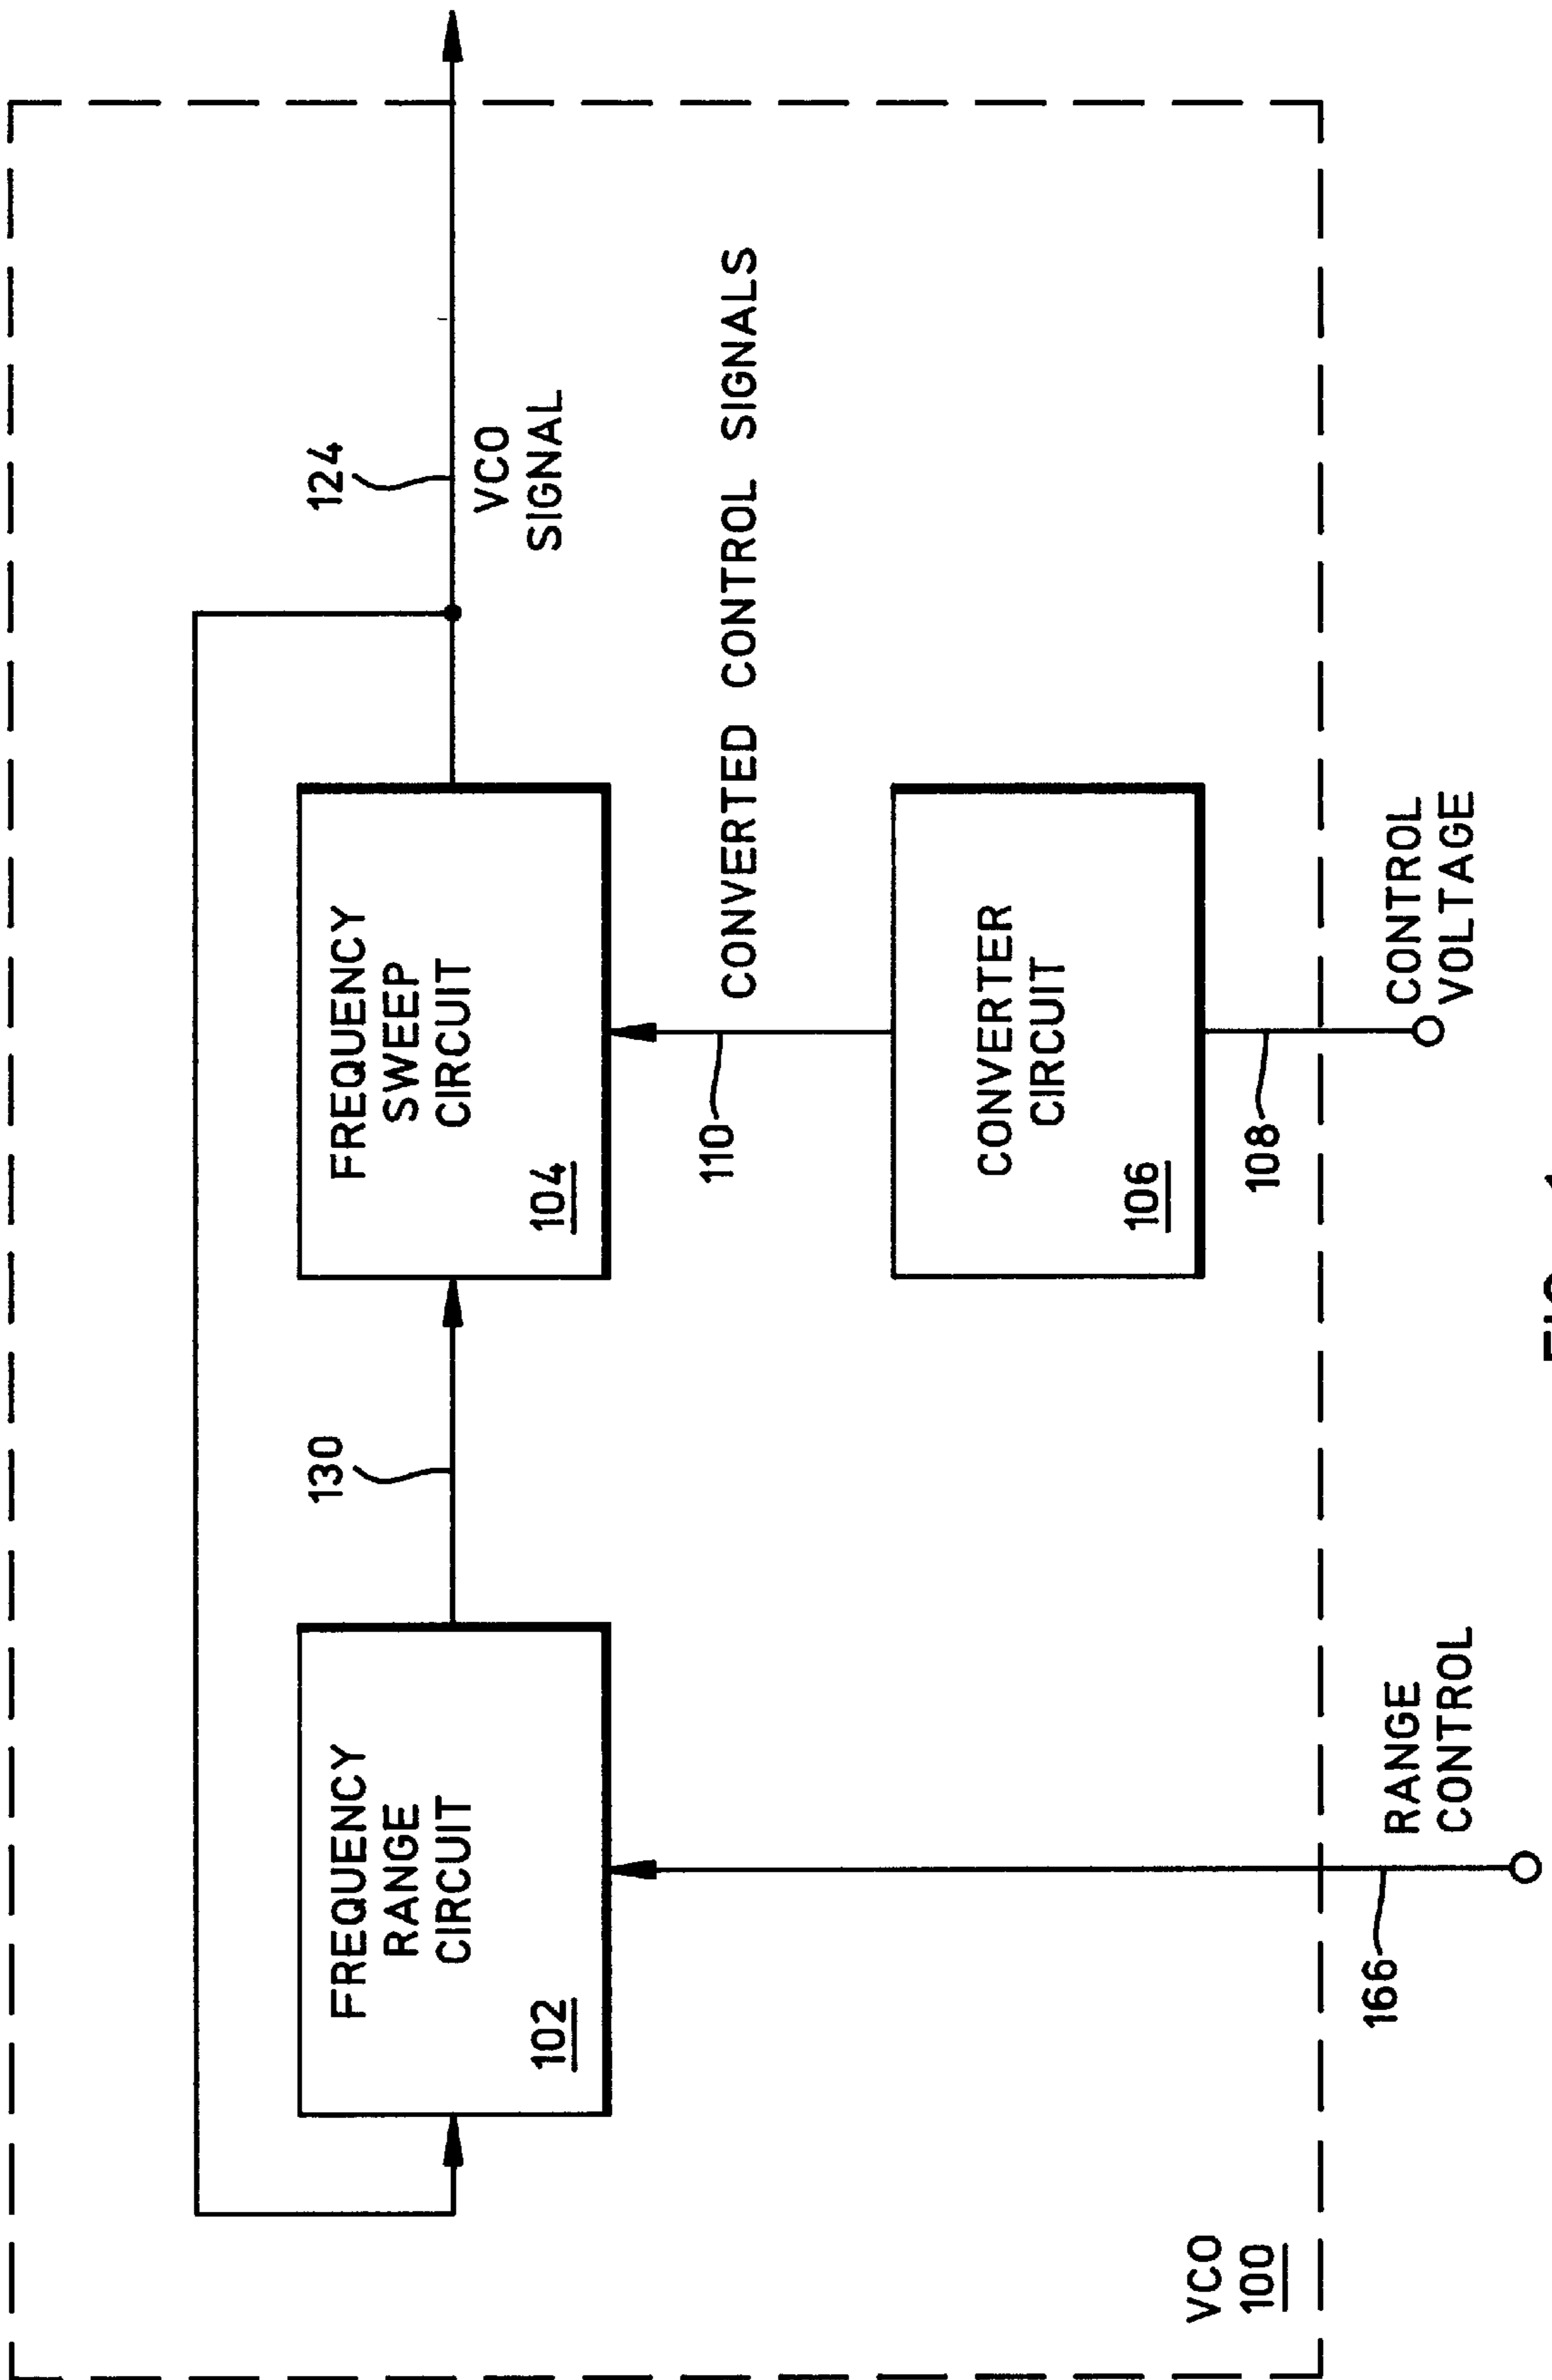 124
VCO
SIGNAL
130
FREQUENCY
RANGE
CIRCUIT
102
FREQUENCY
SWEEP
CIRCUIT
104
110
CONVERTED CONTROL SIGNALS
CONVERTER
CIRCUIT
106
108
VCO
100
166
RANGE
CONTROL
CONTROL
VOLTAGE